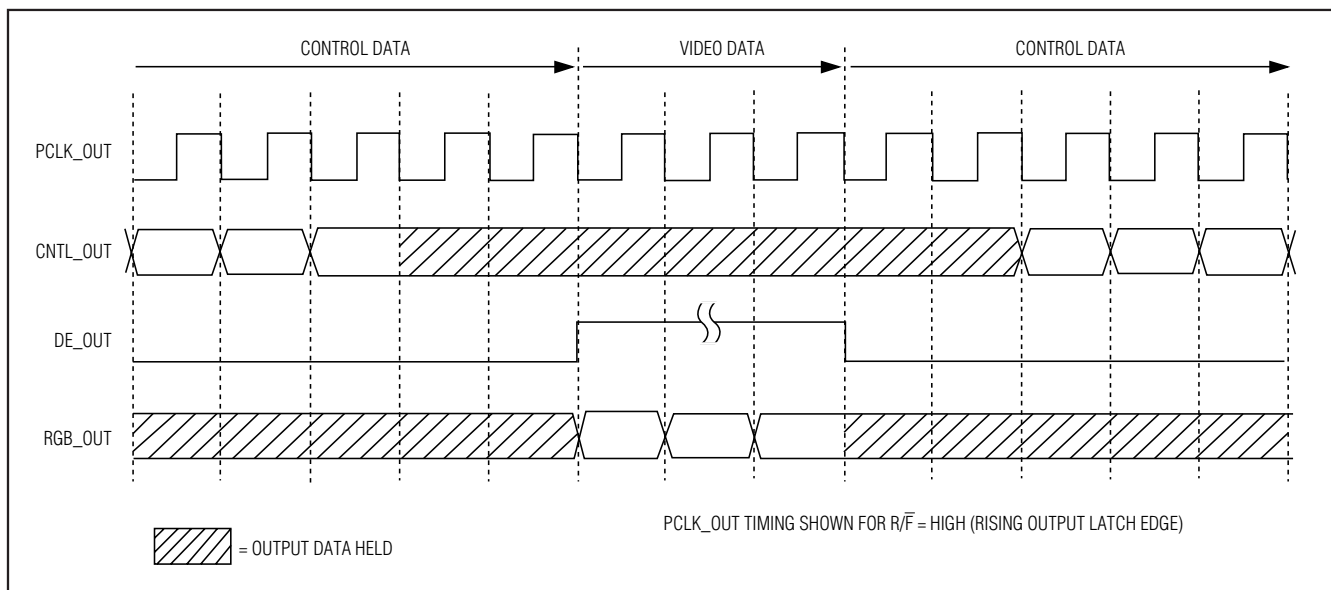 CONTROL DATA VIDEO DATA CONTROL DATA
PCLK_OUT
CNTL_OUT
DE_OUT
RGB_OUT
PCLK_OUT TIMING SHOWN FOR R/F̅ = HIGH (RISING OUTPUT LATCH EDGE)
= OUTPUT DATA HELD